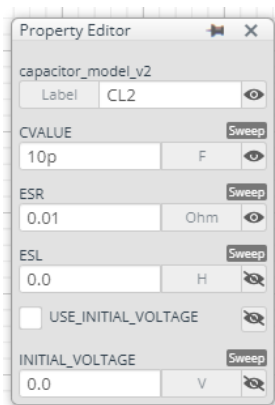 Property Editor
capacitor_model_v2
Label CL2
CVALUE Sweep
10p F
ESR Sweep
0.01 Ohm
ESL Sweep
0.0 H
USE_INITIAL_VOLTAGE
INITIAL_VOLTAGE Sweep
0.0 V